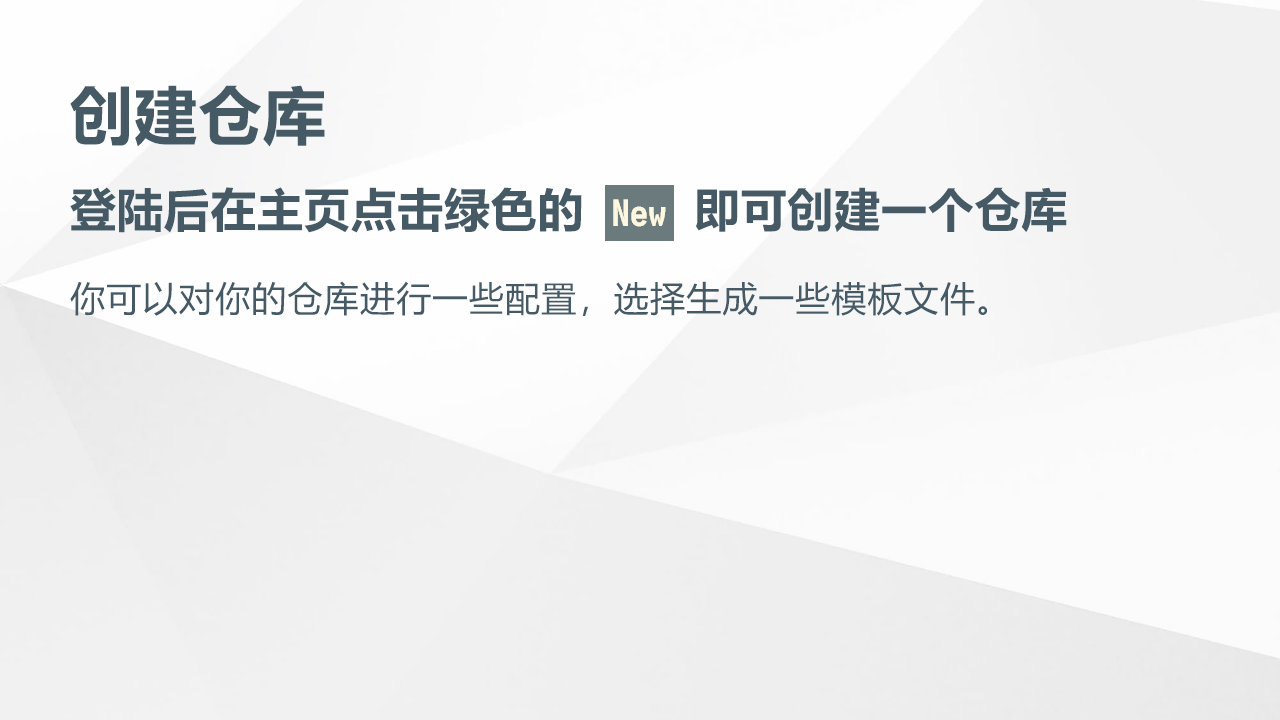 创建仓库
登陆后在主页点击绿色的 New 即可创建一个仓库
你可以对你的仓库进行一些配置，选择生成一些模板文件。